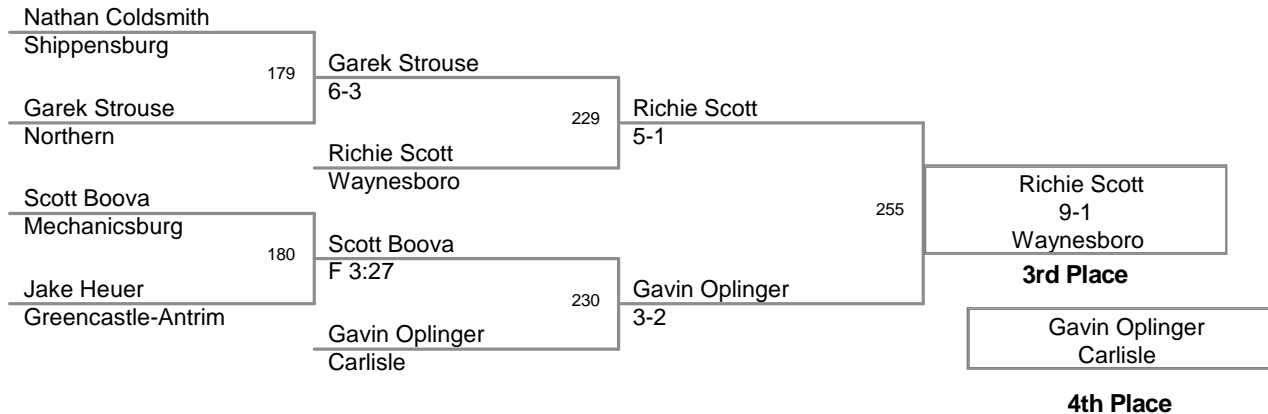 Nathan Coldsmith
Shippensburg
179
Garek Strouse
6-3
Garek Strouse
Northern
229
Richie Scott
5-1
Richie Scott
Waynesboro
Scott Boova
Mechanicsburg
180
Scott Boova
F 3:27
Jake Heuer
Greencastle-Antrim
230
Gavin Oplinger
3-2
Gavin Oplinger
Carlisle
255
Richie Scott
9-1
Waynesboro
3rd Place
Gavin Oplinger
Carlisle
4th Place